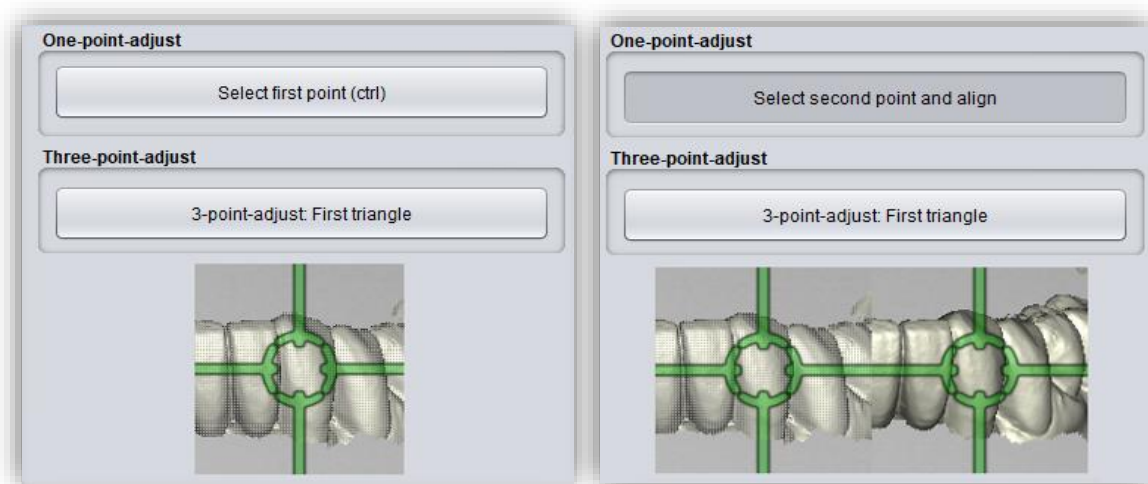 One-point-adjust
Select first point (ctrl)
Three-point-adjust
3-point-adjust: First triangle
One-point-adjust
Select second point and align
Three-point-adjust
3-point-adjust: First triangle